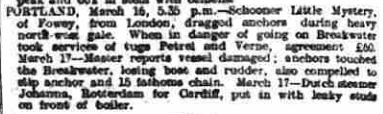 PORTLAND, March 16, 5.35 p.m.—Schooner Little Mystery,
of Fowey, from London, dragged anchors during heavy
north-west gale. When in danger of going on Breakwater
took services of tugs Petrel and Verne, agreement £60.
March 17—Master reports vessel damaged; anchors touched
the Breakwater, losing boat and rudder, also compelled to
slip anchor and 15 fathoms chain. March 17—Dutch steamer
Johanna, Rotterdam for Cardiff, put in with leaky studs
on front of boiler.